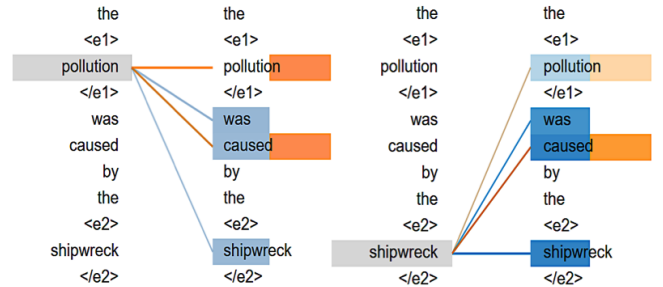 the the the the
<e1> <e1> <e1> <e1>
pollution pollution pollution pollution
</e1> </e1> </e1> </e1>
was was was was
caused caused caused caused
by by by by
the the the the
<e2> <e2> <e2> <e2>
shipwreck shipwreck shipwreck shipwreck
</e2> </e2> </e2> </e2>